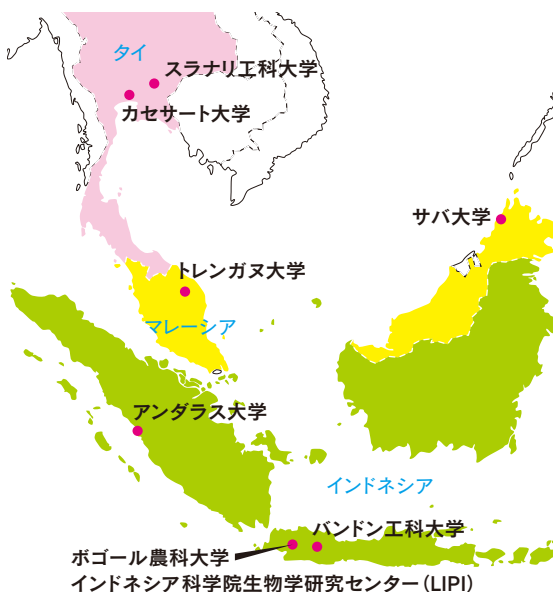 タイ
スラナリ工科大学
カセサート大学
サバ大学
トレンガヌ大学
マレーシア
アンダラス大学
インドネシア
バンドン工科大学
ボゴール農科大学
インドネシア科学院生物学研究センター(LIPI)